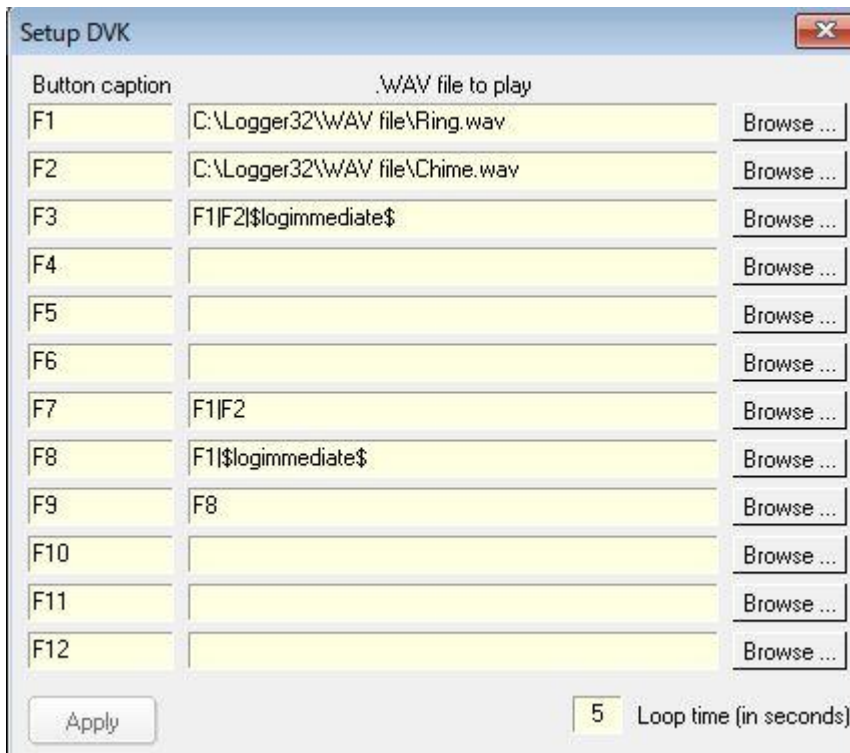 Setup DVK
Button caption .WAV file to play
F1 C:\Logger32\WAV file\Ring.wav Browse ...
F2 C:\Logger32\WAV file\Chime.wav Browse ...
F3 F1|F2|$logimmediate$ Browse ...
F4 Browse ...
F5 Browse ...
F6 Browse ...
F7 F1|F2 Browse ...
F8 F1|$logimmediate$ Browse ...
F9 F8 Browse ...
F10 Browse ...
F11 Browse ...
F12 Browse ...
Apply 5 Loop time (in seconds)